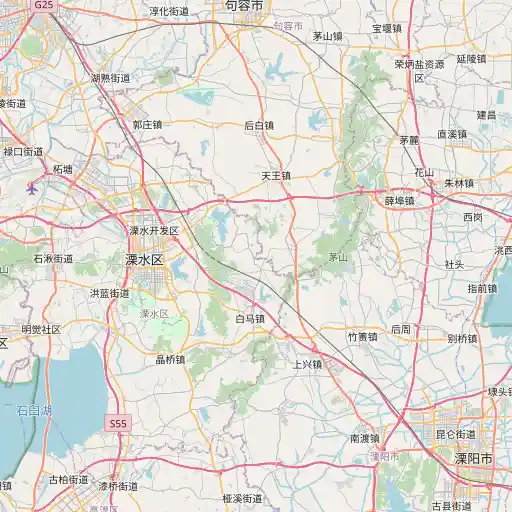 G25
淳化街道
句容市
句容市
茅山镇
宝堰镇
荣炳盐资源
区
延陵镇
湖熟街道
陵街道
郭庄镇
后白镇
建昌
直溪镇
茅麓
禄口街道
柘塘
天王镇
花山
朱林镇
薛埠镇
西岗
溧水开发区
石湫街道
溧水区
茅山
山
社头
洮西
指前镇
洪蓝街道
溧水区
白马镇
明觉社区
区
竹箦镇
后周
别桥镇
晶桥镇
上兴镇
埭头镇
石臼湖
S55
南渡镇
昆仑街道
溧阳市
溧阳市
古柏街道
漆桥街道
桠溪街道
高淳区
古县街道